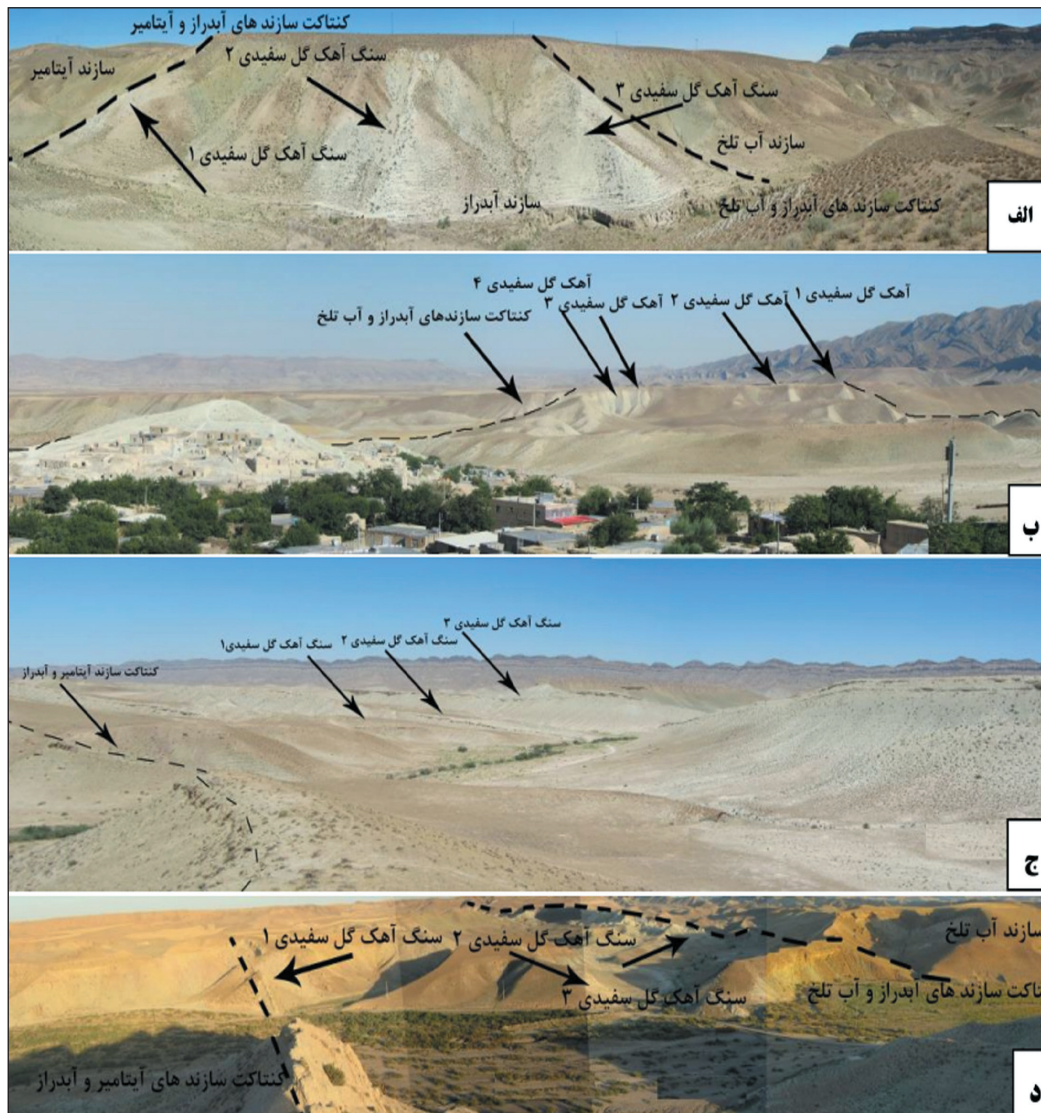 کنتاکت سازند های آبدراز و آیتامیر
سنگ آهک گل سفیدی ۲
سازند آیتامیر
سنگ آهک گل سفیدی ۳
سازند آب تلخ
سنگ آهک گل سفیدی ۱
سازند آبدراز
کنتاکت سازند های آبدراز و آب تلخ
الف
آهک گل سفیدی ۴
آهک گل سفیدی ۱
آهک گل سفیدی ۲
آهک گل سفیدی ۳
کنتاکت سازندهای آبدراز و آب تلخ
ب
سنگ آهک گل سفیدی ۳
سنگ آهک گل سفیدی ۲
سنگ آهک گل سفیدی۱
کنتاکت سازند آیتامیر و آبدراز
ج
سازند آب تلخ
سنگ آهک گل سفیدی ۲
سنگ آهک گل سفیدی ۱
تاکت سازند های آبدراز و آب تلخ
سنگ آهک گل سفیدی ۳
کنتاکت سازند های آیتامیر و آبدراز
د